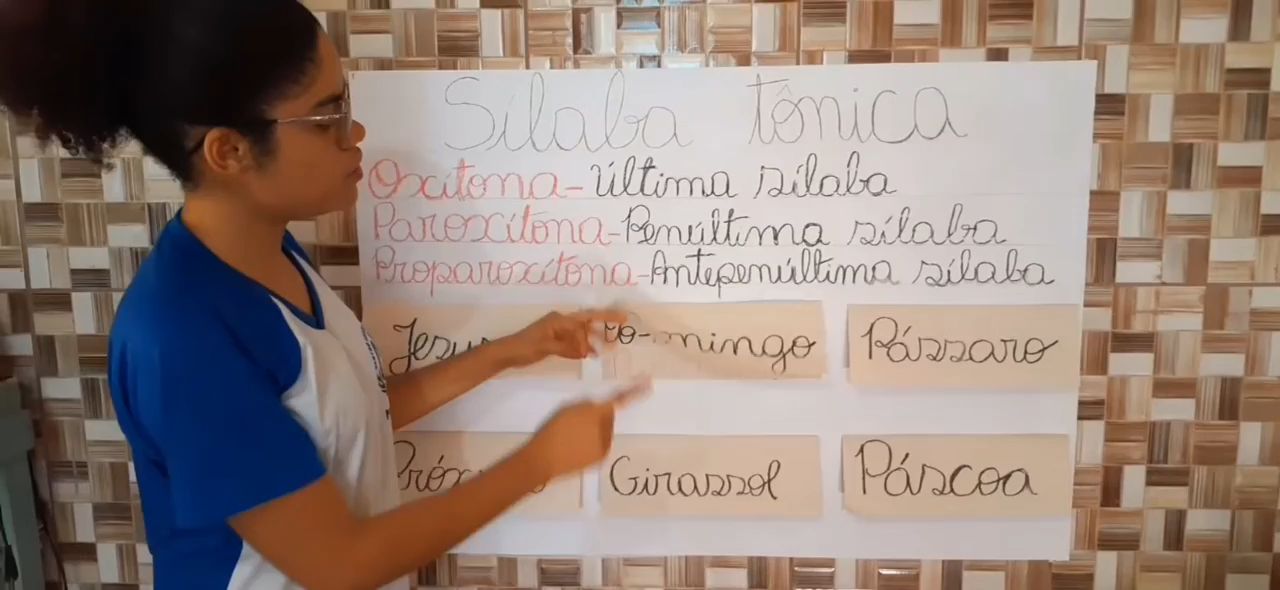 Sílaba tônica
Oxítona - última sílaba
Paroxítona - Penúltima sílaba
Proparoxítona - Antepenúltima sílaba
mingo Pássaro
Girassol Páscoa